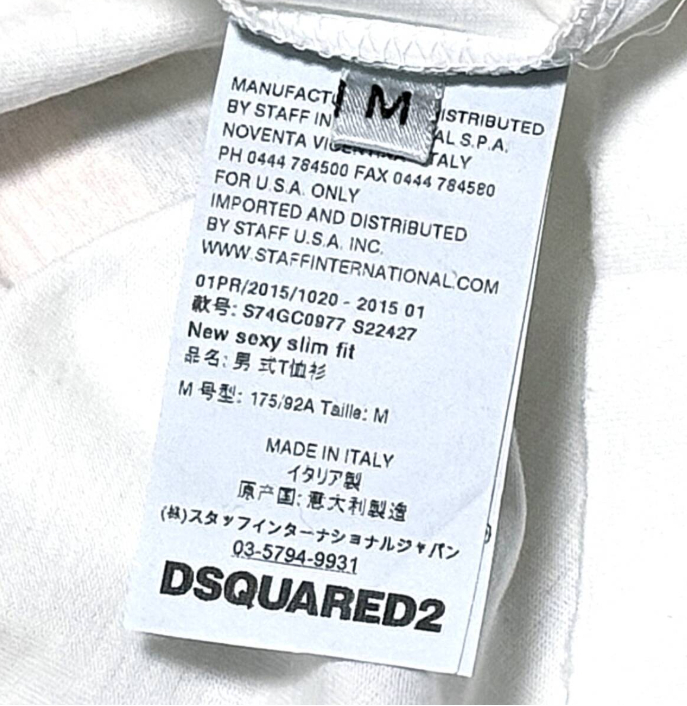 M
MANUFACT ISTRIBUTED
BY STAFF IN AL S.P.A.
NOVENTA VICENTINA ITALY
PH 0444 784500 FAX 0444 784580
FOR U.S.A. ONLY
IMPORTED AND DISTRIBUTED
BY STAFF U.S.A. INC.
WWW.STAFFINTERNATIONAL.COM
01PR/2015/1020 - 2015 01
款号: S74GC0977 S22427
New sexy slim fit
品名: 男 式T恤衫
M 号型: 175/92A Taille: M
MADE IN ITALY
イタリア製
原产国: 意大利製造
(株)スタッフインターナショナルジャパン
03-5794-9931
DSQUARED2